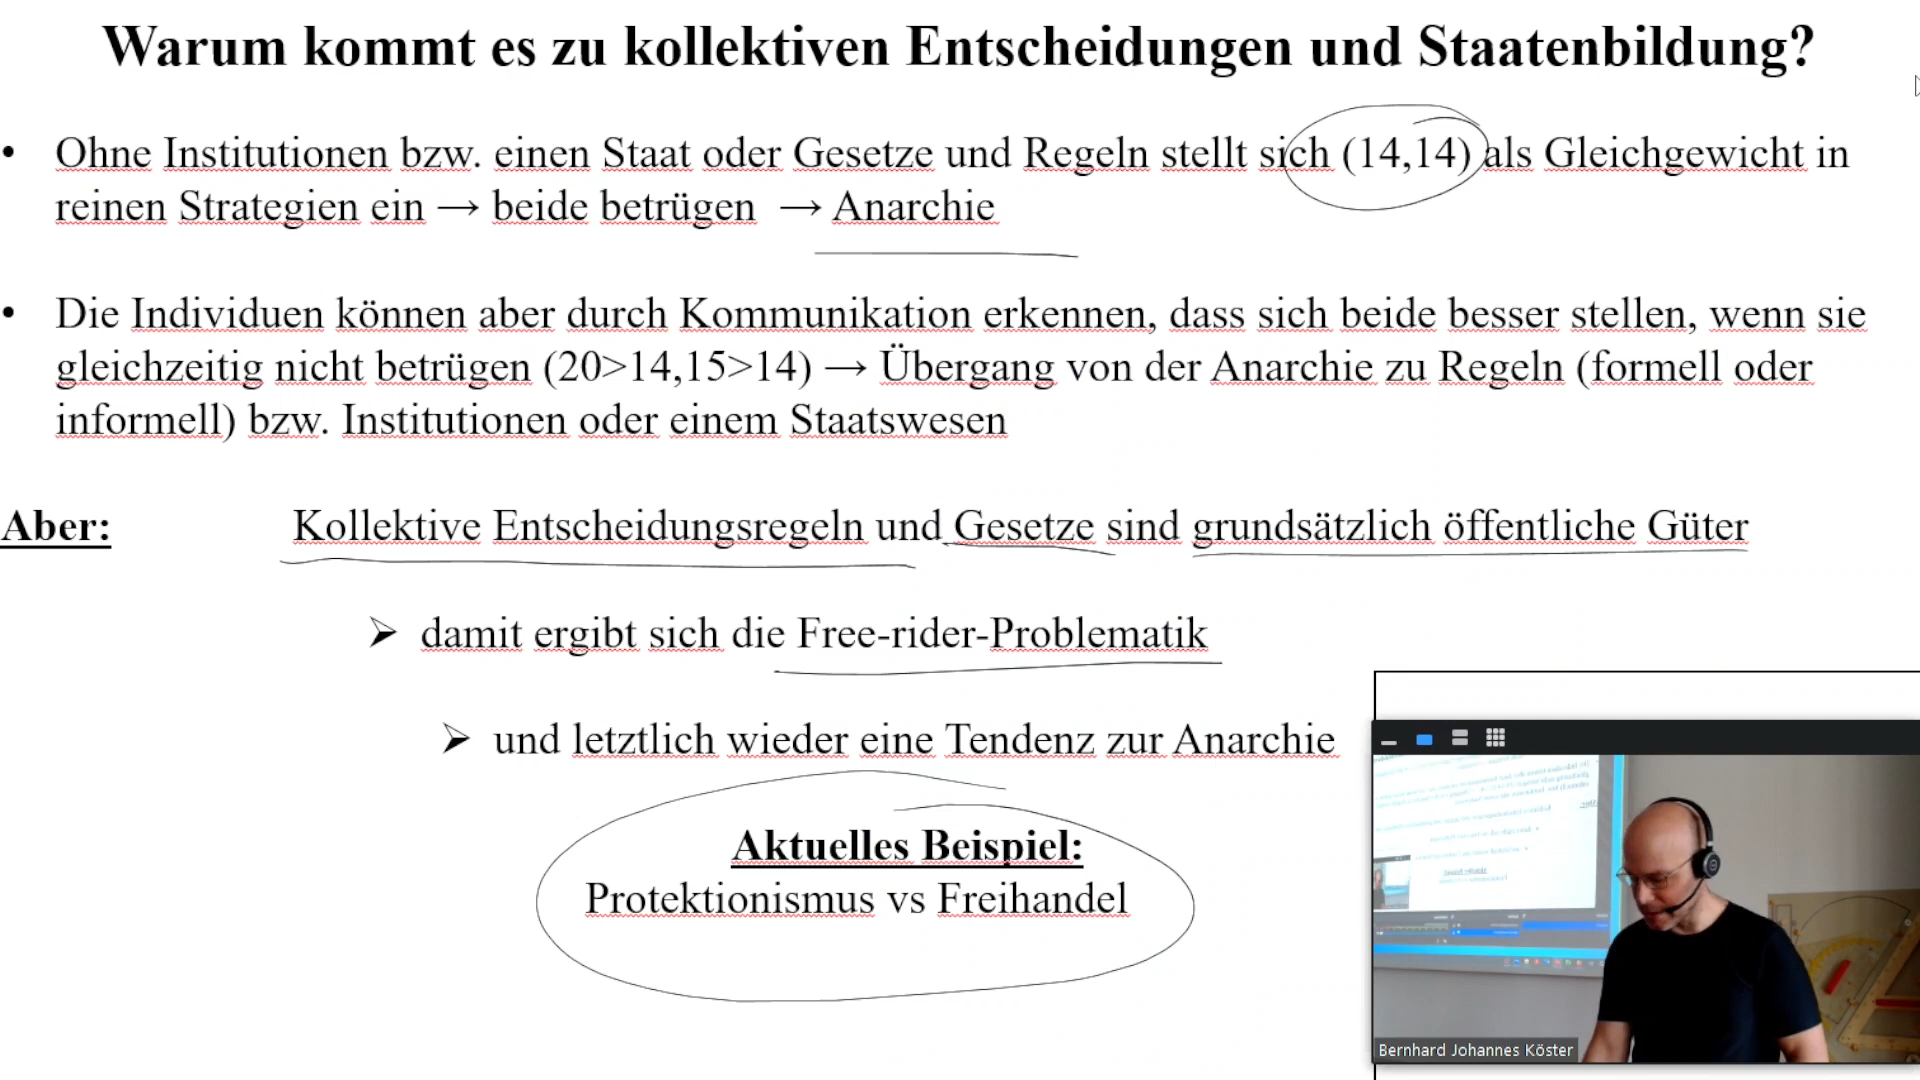 Warum kommt es zu kollektiven Entscheidungen und Staatenbildung?
• Ohne Institutionen bzw. einen Staat oder Gesetze und Regeln stellt sich (14,14) als Gleichgewicht in
reinen Strategien ein → beide betrügen → Anarchie
• Die Individuen können aber durch Kommunikation erkennen, dass sich beide besser stellen, wenn sie
gleichzeitig nicht betrügen (20>14,15>14) → Übergang von der Anarchie zu Regeln (formell oder
informell) bzw. Institutionen oder einem Staatswesen
Aber: Kollektive Entscheidungsregeln und Gesetze sind grundsätzlich öffentliche Güter
➢ damit ergibt sich die Free-rider-Problematik
➢ und letztlich wieder eine Tendenz zur Anarchie
Aktuelles Beispiel:
Protektionismus vs Freihandel
Bernhard Johannes Köster